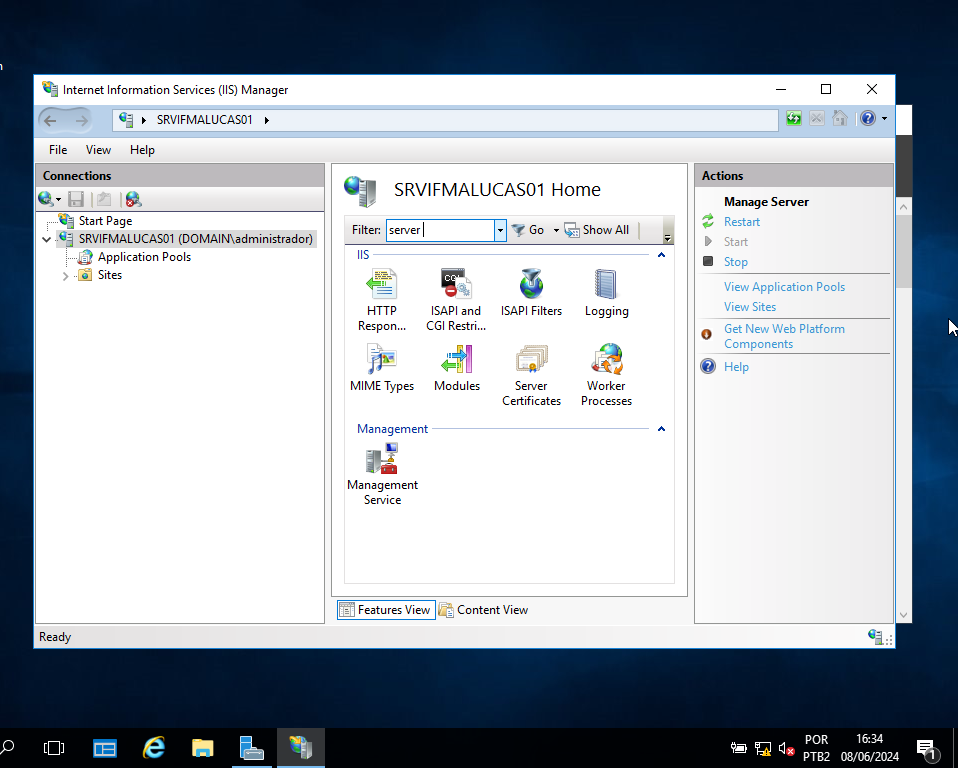 Internet Information Services (IIS) Manager
SRVIFMALUCAS01
File View Help
Connections
Start Page
SRVIFMALUCAS01 (DOMAIN\administrador)
Application Pools
Sites
SRVIFMALUCAS01 Home
Filter: server Go Show All
IIS
HTTP Respon...
ISAPI and CGI Restri...
ISAPI Filters
Logging
MIME Types
Modules
Server Certificates
Worker Processes
Management
Management Service
Features View Content View
Actions
Manage Server
Restart
Start
Stop
View Application Pools
View Sites
Get New Web Platform
Components
Help
Ready
POR
PTB2
16:34
08/06/2024
1